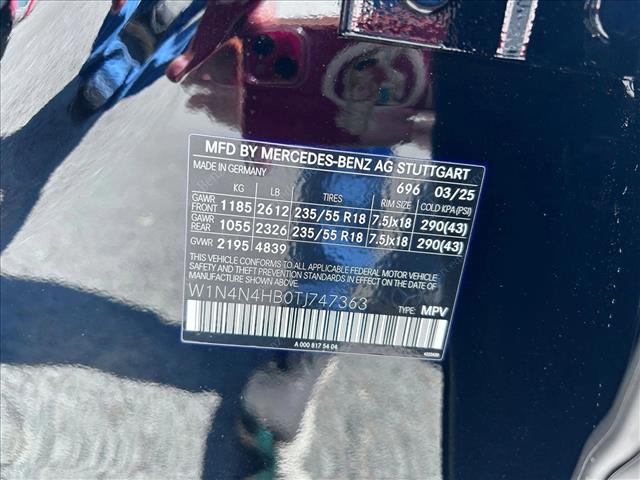 MFD BY MERCEDES-BENZ AG STUTTGART
MADE IN GERMANY 696 03/25
KG LB TIRES RIM SIZE COLD KPA(PSI)
GAWR FRONT 1185 2612 235/55 R18 7.5Jx18 290(43)
GAWR REAR 1055 2326 235/55 R18 7.5Jx18 290(43)
GVWR 2195 4839
THIS VEHICLE CONFORMS TO ALL APPLICABLE FEDERAL MOTOR VEHICLE
SAFETY AND THEFT PREVENTION STANDARDS IN EFFECT ON THE DATE OF
MANUFACTURE SHOWN ABOVE.
W1N4N4HB0TJ747363
TYPE: MPV
A 000 817 54 04